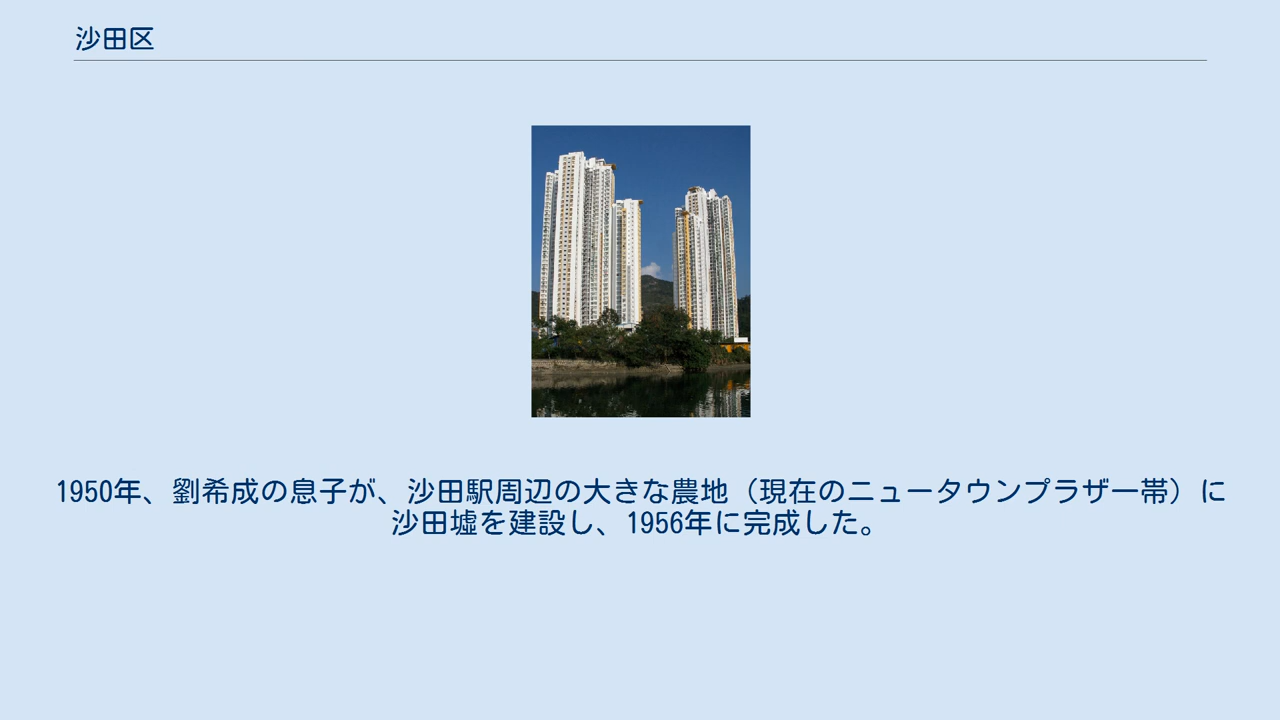 沙田区
1950年、劉希成の息子が、沙田駅周辺の大きな農地（現在のニュータウンプラザ一帯）に
沙田墟を建設し、1956年に完成した。